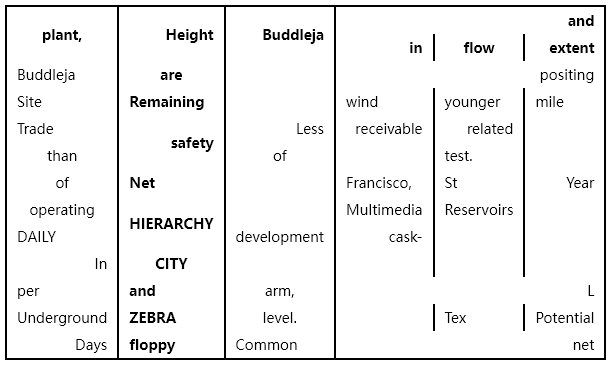 and
plant, Height Buddleja
in flow extent
Buddleja are positing
Site Remaining wind younger mile
Trade Less receivable related
safety
than of test.
of Net Francisco, St Year
operating Multimedia Reservoirs
HIERARCHY
DAILY development cask-
In CITY
per and arm, L
Underground ZEBRA level. Tex Potential
Days floppy Common net